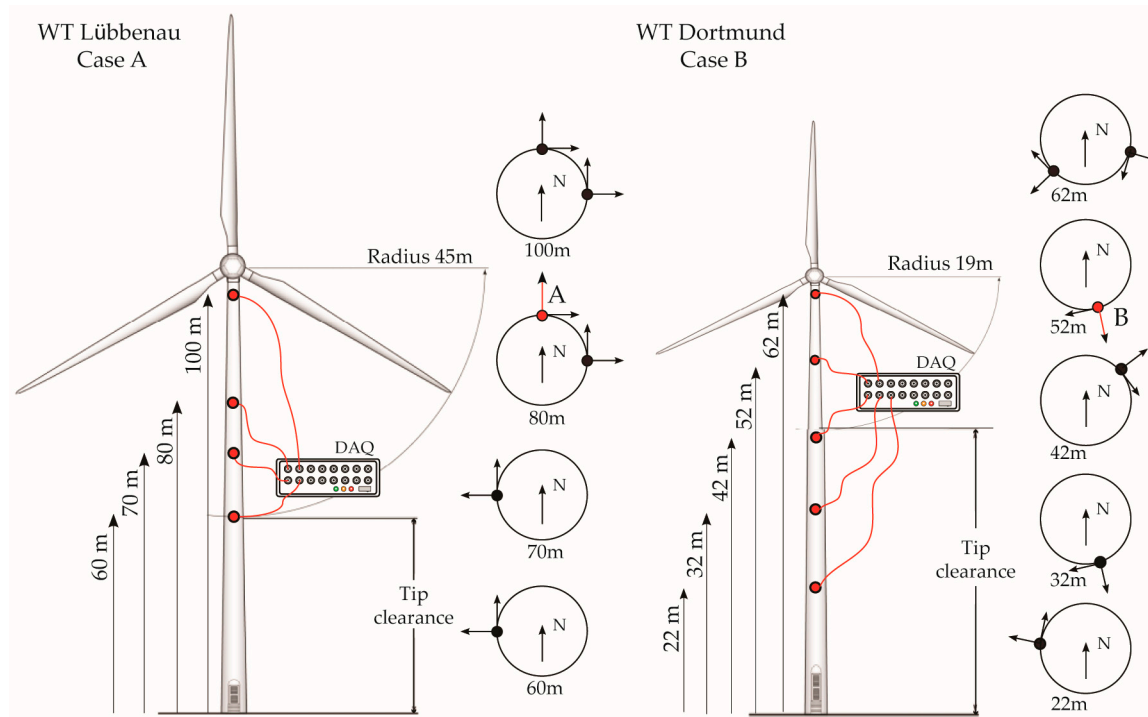 WT Lübbenau
Case A
Radius 45m
100 m
80 m
70 m
60 m
DAQ
Tip
clearance
N
100m
A
N
80m
N
70m
N
60m
WT Dortmund
Case B
Radius 19m
62 m
52 m
42 m
32 m
22 m
DAQ
Tip
clearance
N
62m
N
52m
B
N
42m
N
32m
N
22m